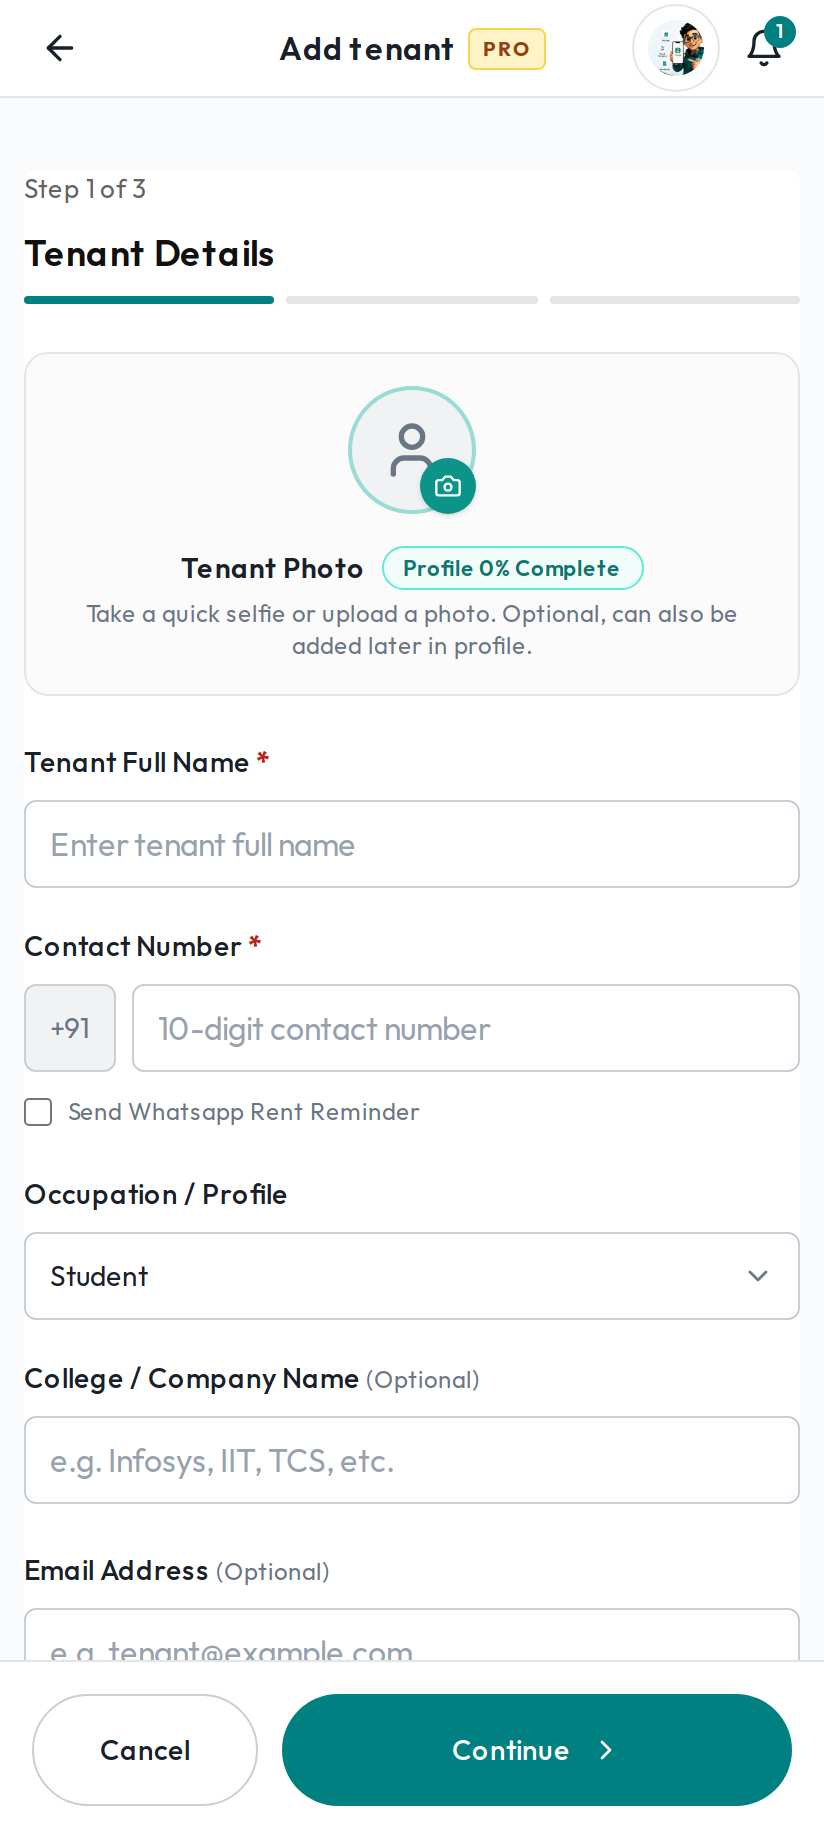 Add tenant PRO 1
Step 1 of 3
Tenant Details
Tenant Photo Profile 0% Complete
Take a quick selfie or upload a photo. Optional, can also be
added later in profile.
Tenant Full Name *
Enter tenant full name
Contact Number *
+91 10-digit contact number
Send Whatsapp Rent Reminder
Occupation / Profile
Student
College / Company Name (Optional)
e.g. Infosys, IIT, TCS, etc.
Email Address (Optional)
e.g. tenant@example.com
Cancel Continue